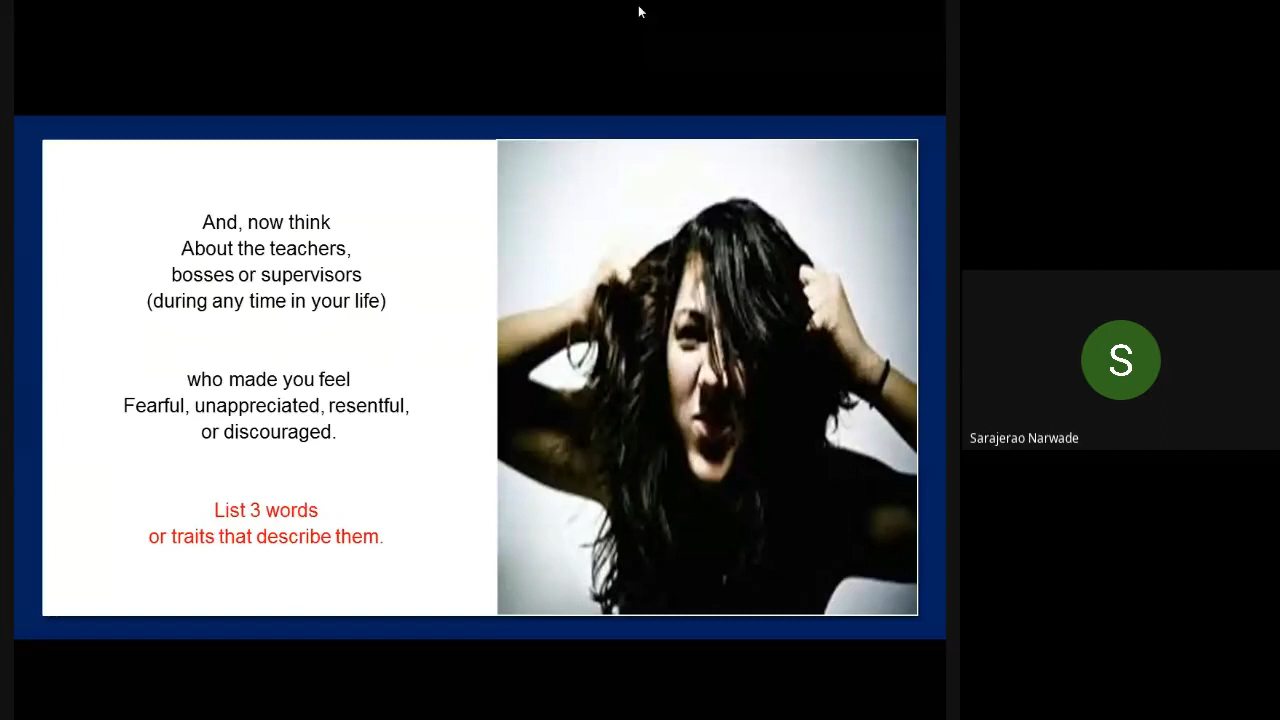 And, now think
About the teachers,
bosses or supervisors
(during any time in your life)
who made you feel
Fearful, unappreciated, resentful,
or discouraged.
List 3 words
or traits that describe them.
S
Sarajerao Narwade